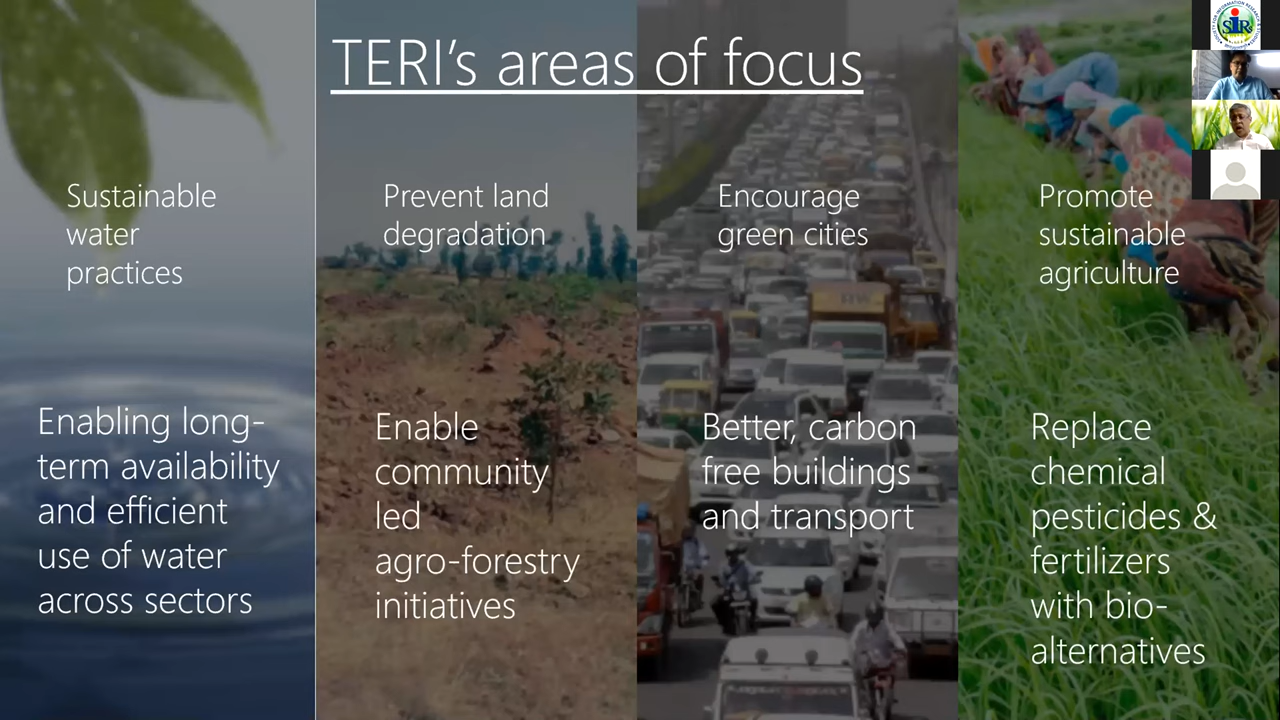 TERI's areas of focus
Sustainable
water
practices
Prevent land
degradation
Encourage
green cities
Promote
sustainable
agriculture
Enabling long-
term availability
and efficient
use of water
across sectors
Enable
community
led
agro-forestry
initiatives
Better, carbon
free buildings
and transport
Replace
chemical
pesticides &
fertilizers
with bio-
alternatives
SiR